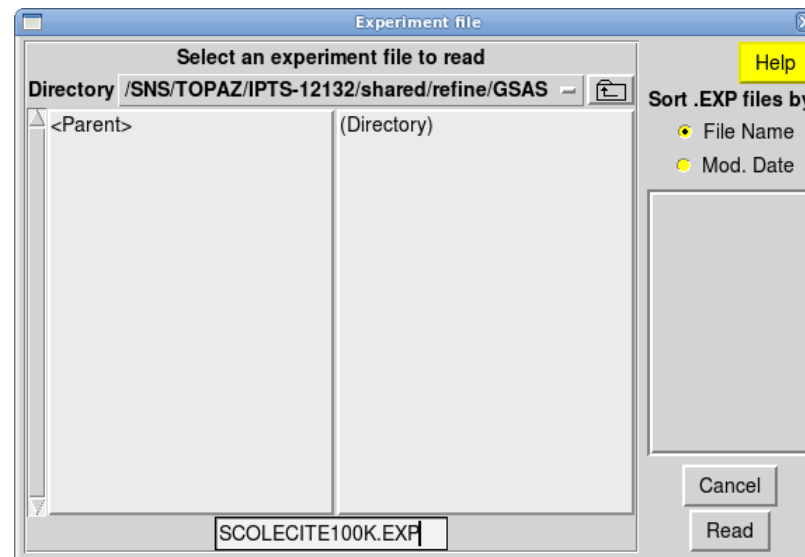 Experiment file
Select an experiment file to read
Directory /SNS/TOPAZ/IPTS-12132/shared/refine/GSAS
<Parent> (Directory)
SCOLECITE100K.EXP
Help
Sort .EXP files by
File Name
Mod. Date
Cancel
Read